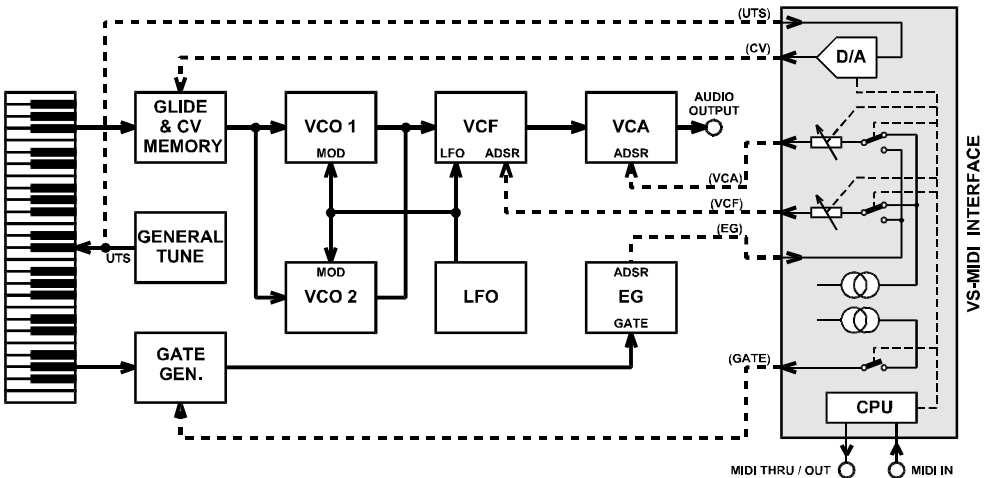 (UTS)
(CV)
D/A
GLIDE
& CV
MEMORY
VCO 1
MOD
VCF
LFO ADSR
VCA
ADSR
AUDIO
OUTPUT
(VCA)
(VCF)
(EG)
UTS
GENERAL
TUNE
MOD
VCO 2
LFO
ADSR
EG
GATE
GATE
GEN.
(GATE)
CPU
VS-MIDI INTERFACE
MIDI THRU / OUT
MIDI IN